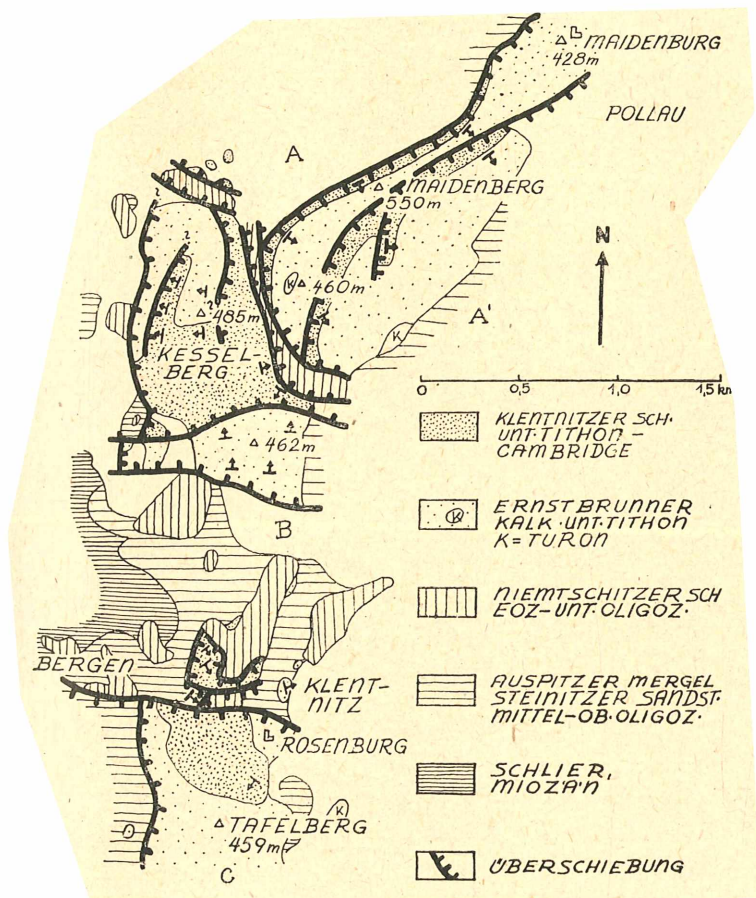 MAIDENBURG
428m
POLLAU
A
MAIDENBERG
550m
N
K
460m
A'
K
485m
KESSEL-
BERG
462m
B
BERGEN
KLENT-
NITZ
ROSENBURG
K
TAFELBERG
459m
C
0 0,5 1,0 1,5 km
KLENTNITZER SCH·
UNT·TITHON-
CAMBRIDGE
K
ERNSTBRUNNER
KALK·UNT·TITHON
K=TURON
NIEMTSCHITZER SCH
EOZ-UNT·OLIGOZ·
AUSPITZER MERGEL
STEINITZER SANDST·
MITTEL-OB·OLIGOZ·
SCHLIER,
MIOZÄN
ÜBERSCHIEBUNG